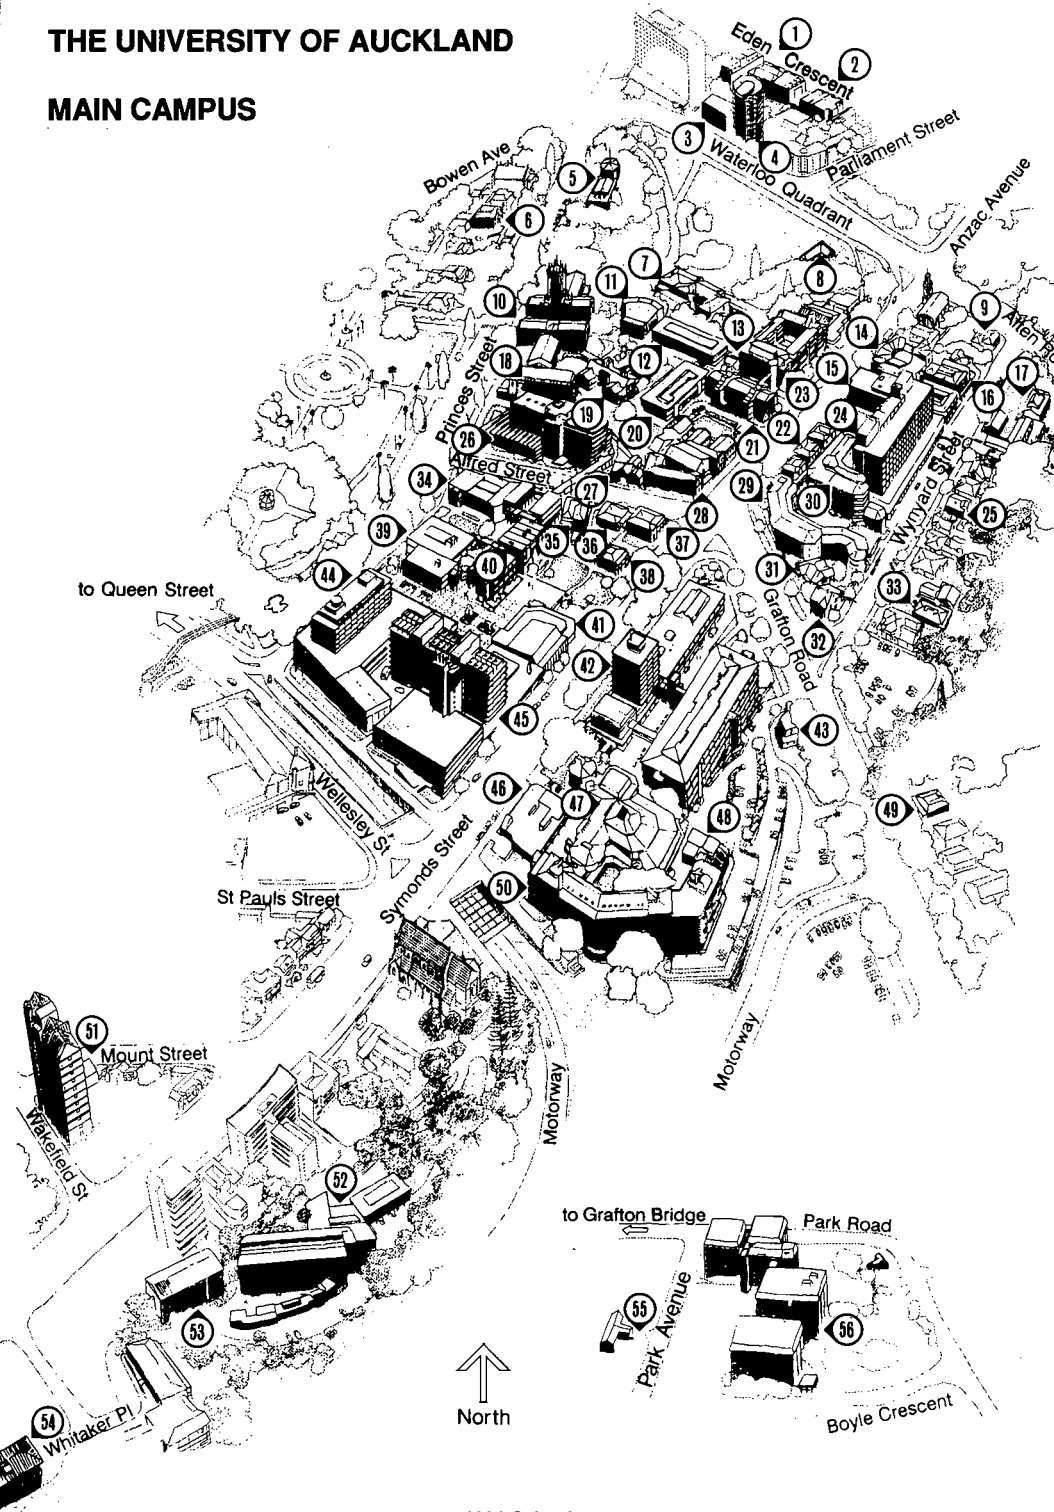 THE UNIVERSITY OF AUCKLAND
MAIN CAMPUS
Eden Crescent
1
2
3
4
Waterloo Quadrant
Parliament Street
Anzac Avenue
Bowen Ave
5
6
7
8
9
10
11
12
13
14
15
16
17
18
19
20
21
22
23
24
25
26
27
28
29
30
31
32
33
34
35
36
37
38
39
40
41
42
43
44
45
46
47
48
49
50
Princes Street
Alfred Street
Wynyard Street
Grafton Road
to Queen Street
Wellesley St
Symonds Street
St Pauls Street
51
Mount Street
Wakefield St
Motorway
Motorway
52
53
54
Whitaker Pl
North
to Grafton Bridge
Park Road
Park Avenue
55
56
Boyle Crescent